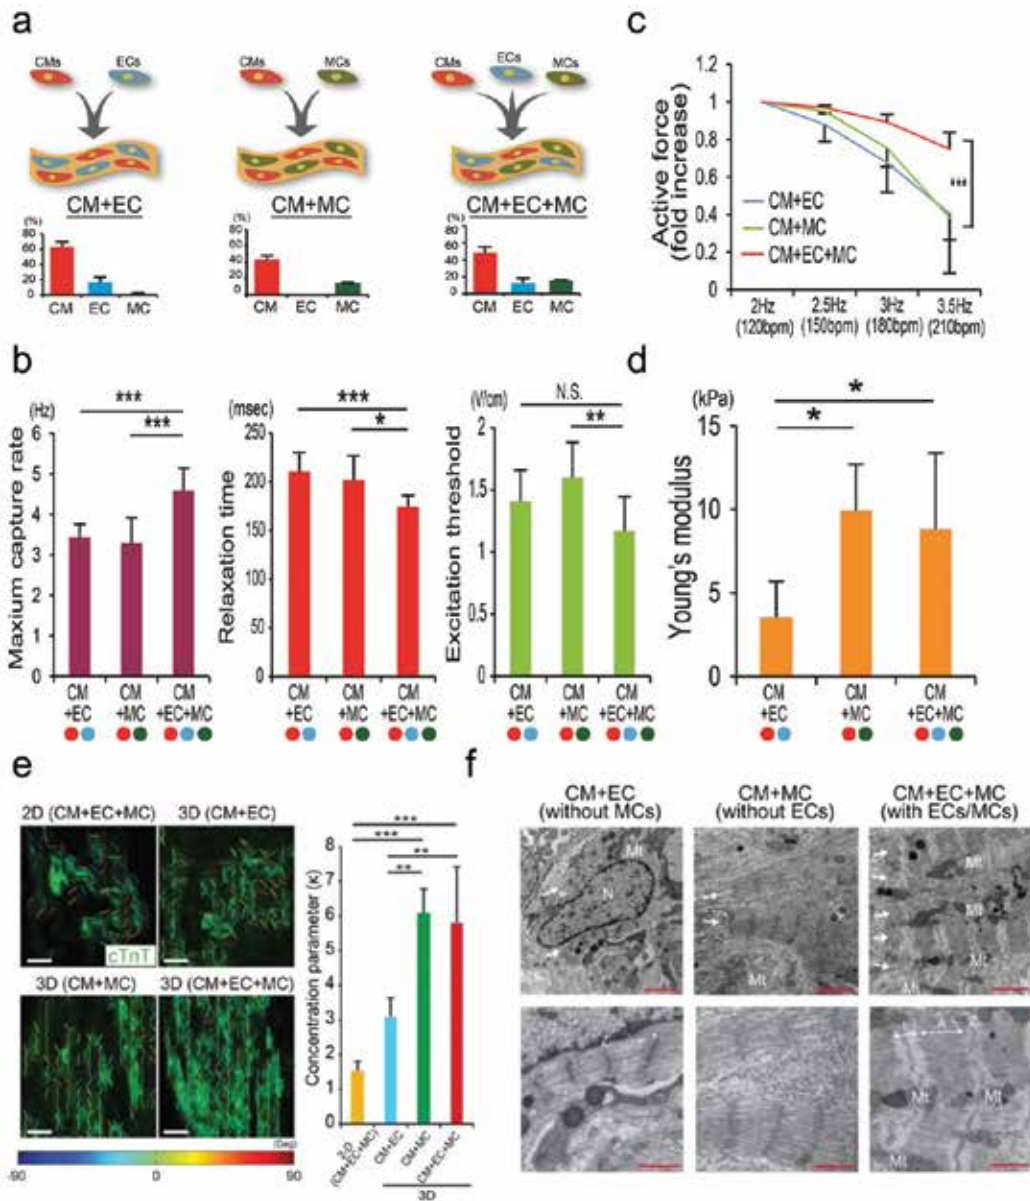 a
CMs
ECs
CM+EC
(%)
80
60
40
20
0
CM EC MC
CMs
MCs
CM+MC
(%)
80
60
40
20
0
CM EC MC
CMs
ECs
MCs
CM+EC+MC
(%)
80
60
40
20
0
CM EC MC
c
Active force
(fold increase)
1.2
1
0.8
0.6
0.4
0.2
0
***
CM+EC
CM+MC
CM+EC+MC
2Hz 2.5Hz 3Hz 3.5Hz
(120bpm) (150bpm) (180bpm) (210bpm)
b
(Hz)
Maxium capture rate
6
5
4
3
2
1
0
***
***
CM CM CM
+EC +MC +EC+MC
(msec)
Relaxation time
250
200
150
100
50
0
***
*
CM CM CM
+EC +MC +EC+MC
(V/cm)
Excitation threshold
2
1.5
1
0.5
0
N.S.
**
CM CM CM
+EC +MC +EC+MC
d
(kPa)
Young's modulus
15
10
5
0
*
*
CM CM CM
+EC +MC +EC+MC
e
2D (CM+EC+MC) 3D (CM+EC)
cTnT
3D (CM+MC) 3D (CM+EC+MC)
(Deg)
-90 0 90
Concentration parameter (κ)
8
7
6
5
4
3
2
1
0
***
***
**
**
2-D
(CM+EC+MC)
CM+EC
CM+MC
CM+EC+MC
3D
f
CM+EC
(without MCs)
CM+MC
(without ECs)
CM+EC+MC
(with ECs/MCs)
Mt
N
Mt
Mt
Mt
Mt
Mt
Mt
Mt